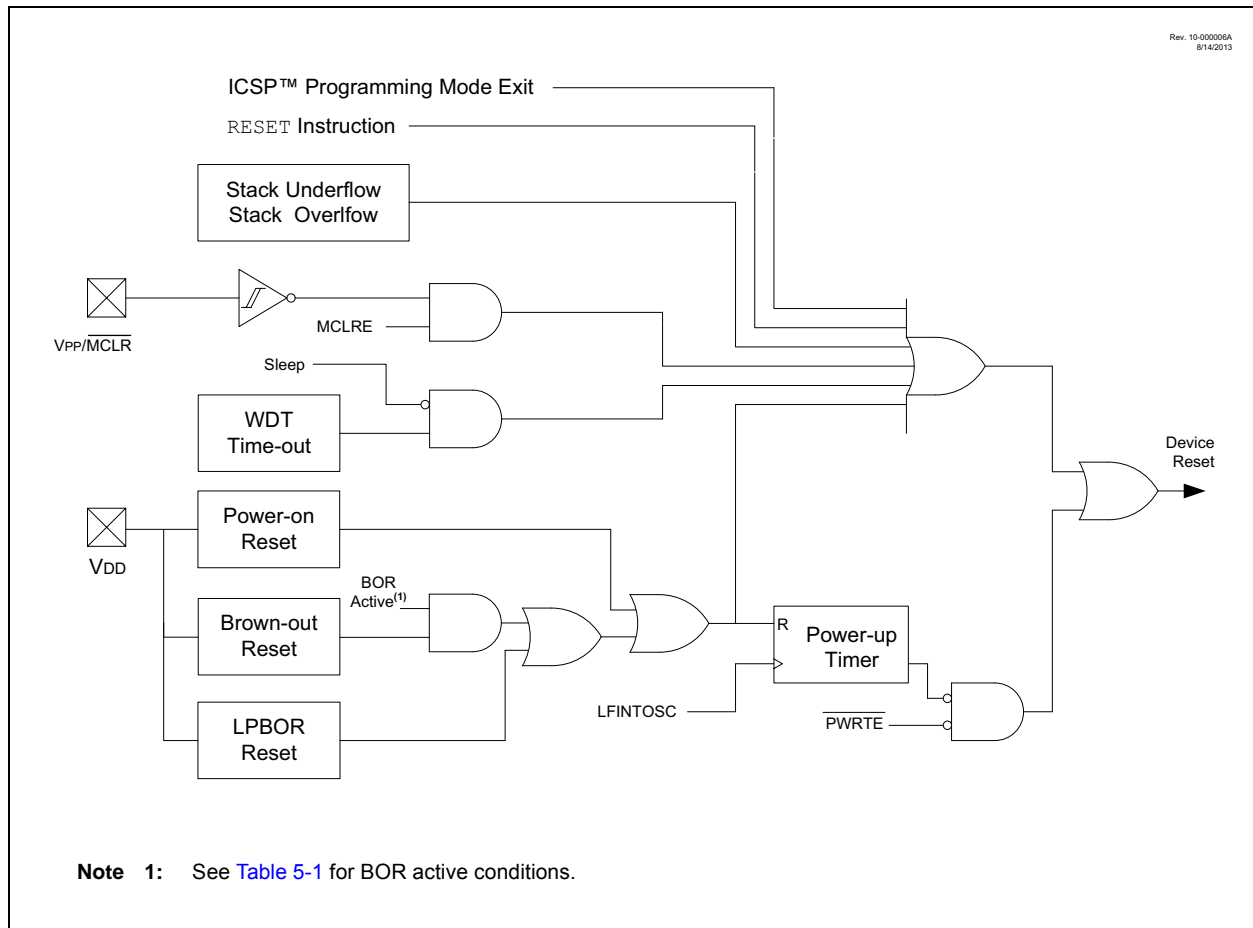 Rev. 10-000006A
8/14/2013
ICSP™ Programming Mode Exit
RESET Instruction
Stack Underflow
Stack Overlfow
VPP/MCLR
MCLRE
Sleep
WDT
Time-out
Device
Reset
Power-on
Reset
VDD
BOR
Active(1)
Brown-out
Reset
R
Power-up
Timer
LFINTOSC
PWRTE
LPBOR
Reset
Note 1: See Table 5-1 for BOR active conditions.